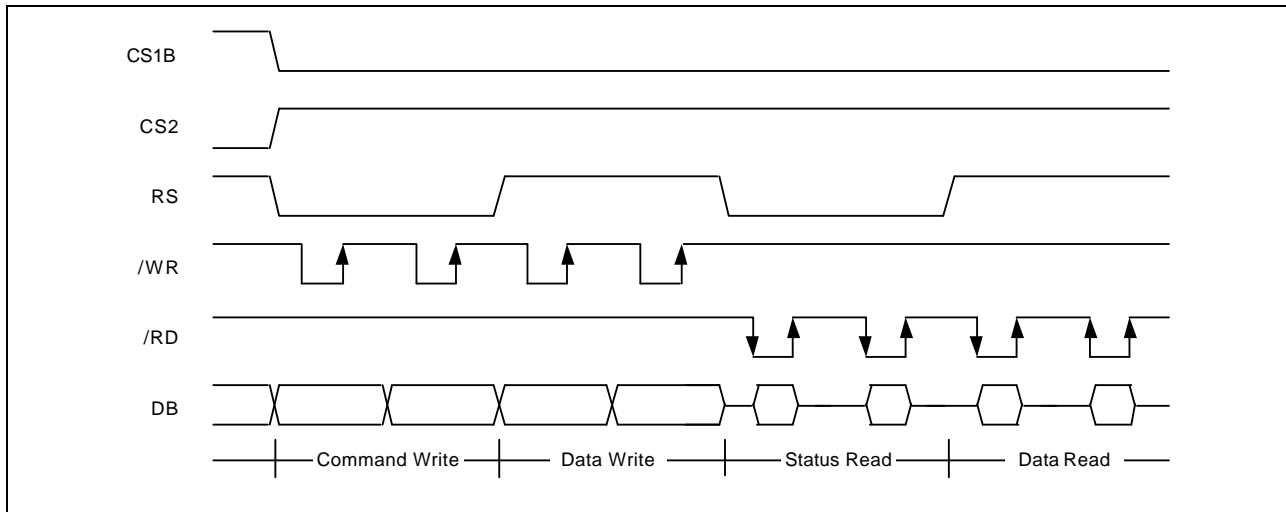 CS1B
CS2
RS
/WR
/RD
DB
Command Write
Data Write
Status Read
Data Read